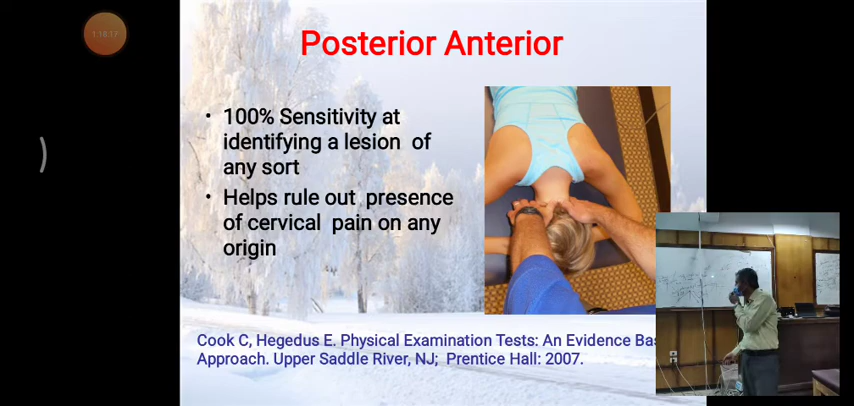 1:18:17
Posterior Anterior
• 100% Sensitivity at
identifying a lesion of
any sort
• Helps rule out presence
of cervical pain on any
origin
Cook C, Hegedus E. Physical Examination Tests: An Evidence
Approach. Upper Saddle River, NJ; Prentice Hall: 2007.